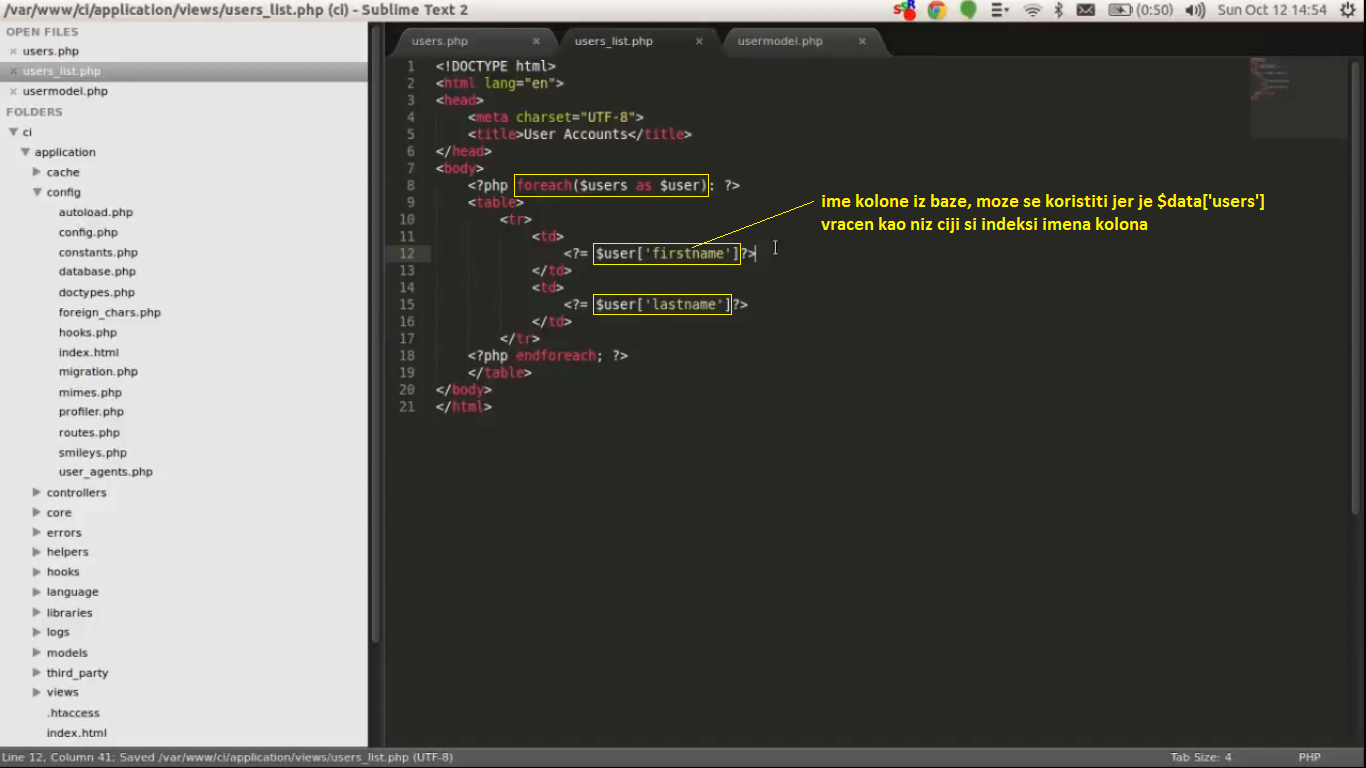 /var/www/ci/application/views/users_list.php (ci) - Sublime Text 2
(0:50) Sun Oct 12 14:54
OPEN FILES
users.php
users_list.php
usermodel.php
FOLDERS
ci
application
cache
config
autoload.php
config.php
constants.php
database.php
doctypes.php
foreign_chars.php
hooks.php
index.html
migration.php
mimes.php
profiler.php
routes.php
smileys.php
user_agents.php
controllers
core
errors
helpers
hooks
language
libraries
logs
models
third_party
views
.htaccess
index.html
users.php users_list.php usermodel.php
1 <!DOCTYPE html>
2 <html lang="en">
3 <head>
4 <meta charset="UTF-8">
5 <title>User Accounts</title>
6 </head>
7 <body>
8 <?php foreach($users as $user): ?>
9 <table>
10 <tr>
11 <td>
12 <?= $user['firstname']?>
13 </td>
14 <td>
15 <?= $user['lastname']?>
16 </td>
17 </tr>
18 <?php endforeach; ?>
19 </table>
20 </body>
21 </html>
ime kolone iz baze, moze se koristiti jer je $data['users']
vracen kao niz ciji si indeksi imena kolona
Line 12, Column 41; Saved /var/www/ci/application/views/users_list.php (UTF-8) Tab Size: 4 PHP